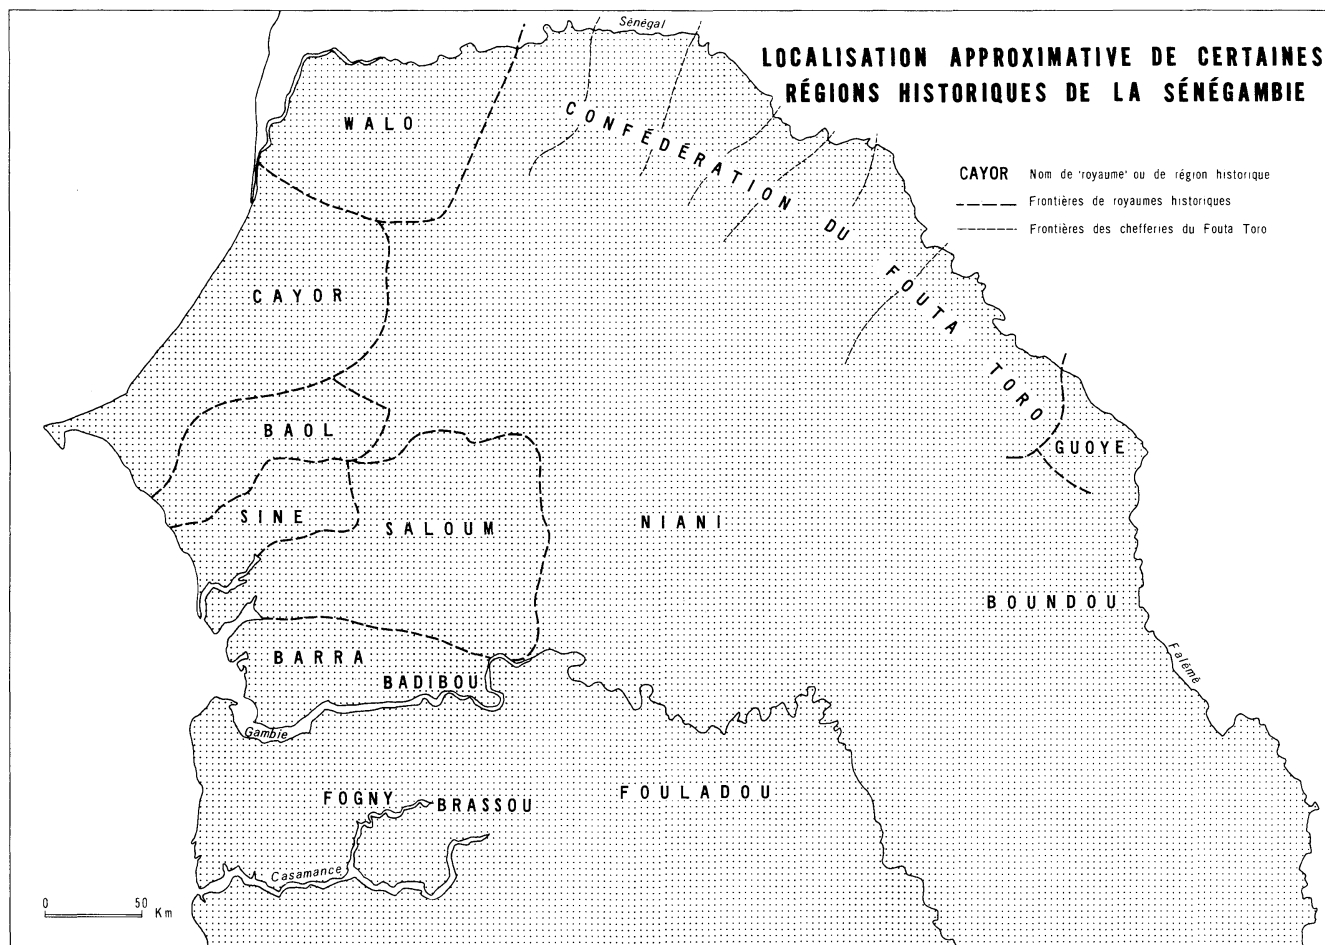 Sénégal
LOCALISATION APPROXIMATIVE DE CERTAINES
RÉGIONS HISTORIQUES DE LA SÉNÉGAMBIE
CAYOR Nom de 'royaume' ou de région historique
Frontières de royaumes historiques
Frontières des chefferies du Fouta Toro
WALO
CONFÉDÉRATION DU FOUTA TORO
CAYOR
BAOL
GUOYE
SINE
SALOUM
NIANI
BOUNDOU
BARRA
BADIBOU
Falémé
Gambie
FOGNY
BRASSOU
FOULADOU
Casamance
0 50 Km